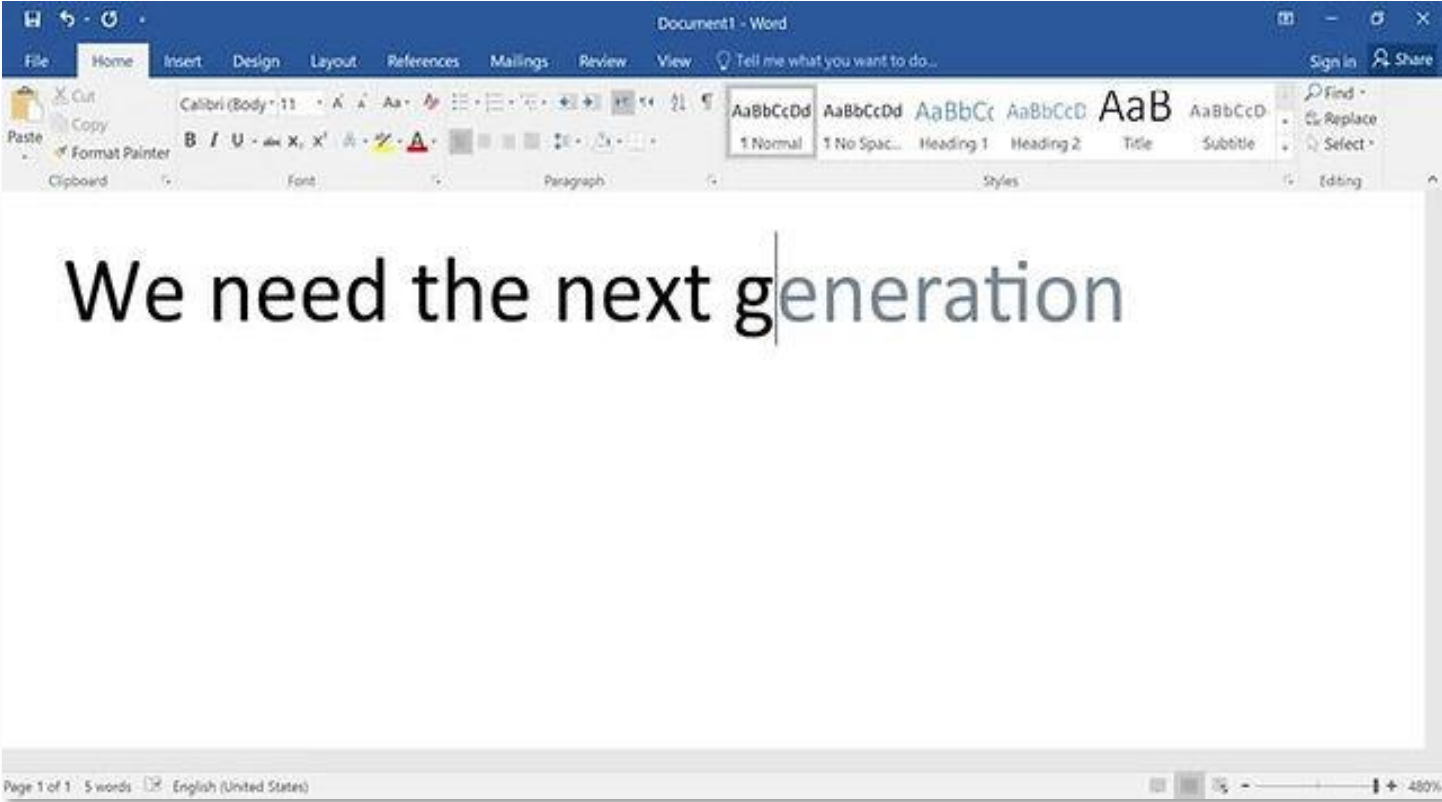 Document1 - Word
File Home Insert Design Layout References Mailings Review View Tell me what you want to do... Sign in Share
Paste Cut Copy Format Painter
Calibri (Body 11 Aa
B I U abc X, X' A
AaBbCcDd AaBbCcDd AaBbCc AaBbCcD AaB AaBbCcD
¶ Normal ¶ No Spac... Heading 1 Heading 2 Title Subtitle
Find Replace Select
Clipboard Font Paragraph Styles Editing
We need the next generation
Page 1 of 1 5 words English (United States) 480%